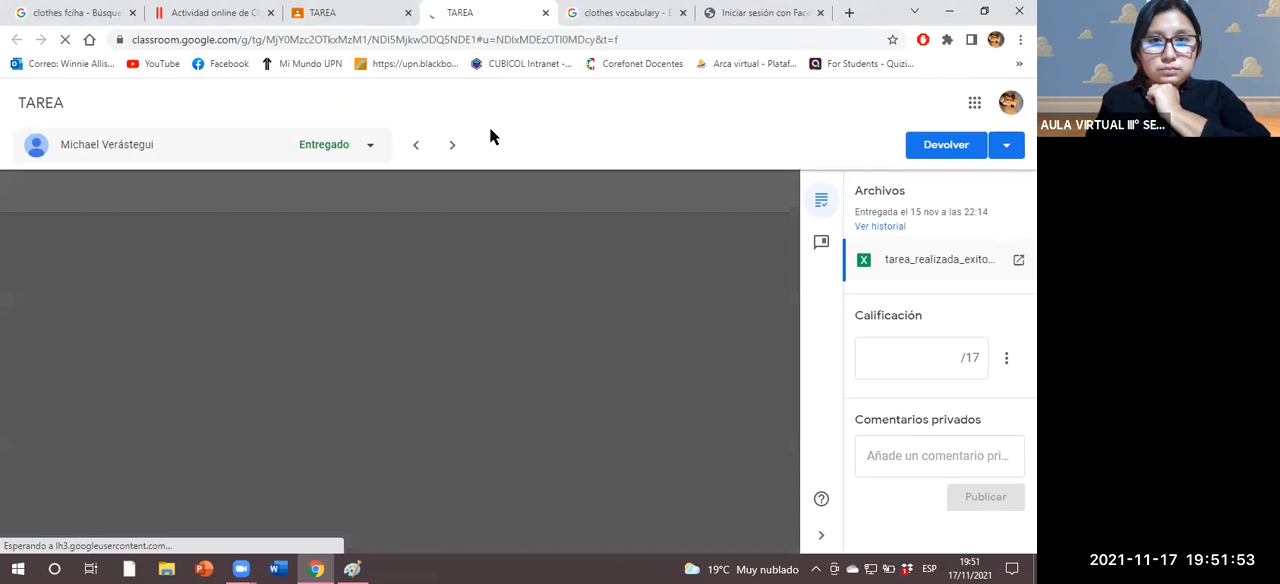 clothes fciha - Búsque
Actividad online de Cl
TAREA
TAREA
clothes vocabulary - E
Iniciar sesión con Face
classroom.google.com/g/tg/MjY0Mzc2OTkxMzM1/NDI5MjkwODQ5NDE1#u=NDIxMDEzOTI0MDcy&t=f
Correo: Winnie Allis...
YouTube
Facebook
Mi Mundo UPN
https://upn.blackbo...
CUBICOL Intranet -...
Corefonet Docentes
Arca virtual - Plataf...
For Students - Quizi...
»
TAREA
Michael Verástegui
Entregado
Devolver
Archivos
Entregada el 15 nov a las 22:14
Ver historial
tarea_realizada_exito...
Calificación
/17
Comentarios privados
Añade un comentario pri...
Publicar
Esperando a lh3.googleusercontent.com...
19°C Muy nublado
ESP
19:51
17/11/2021
AULA VIRTUAL III° SE...
2021-11-17 19:51:53